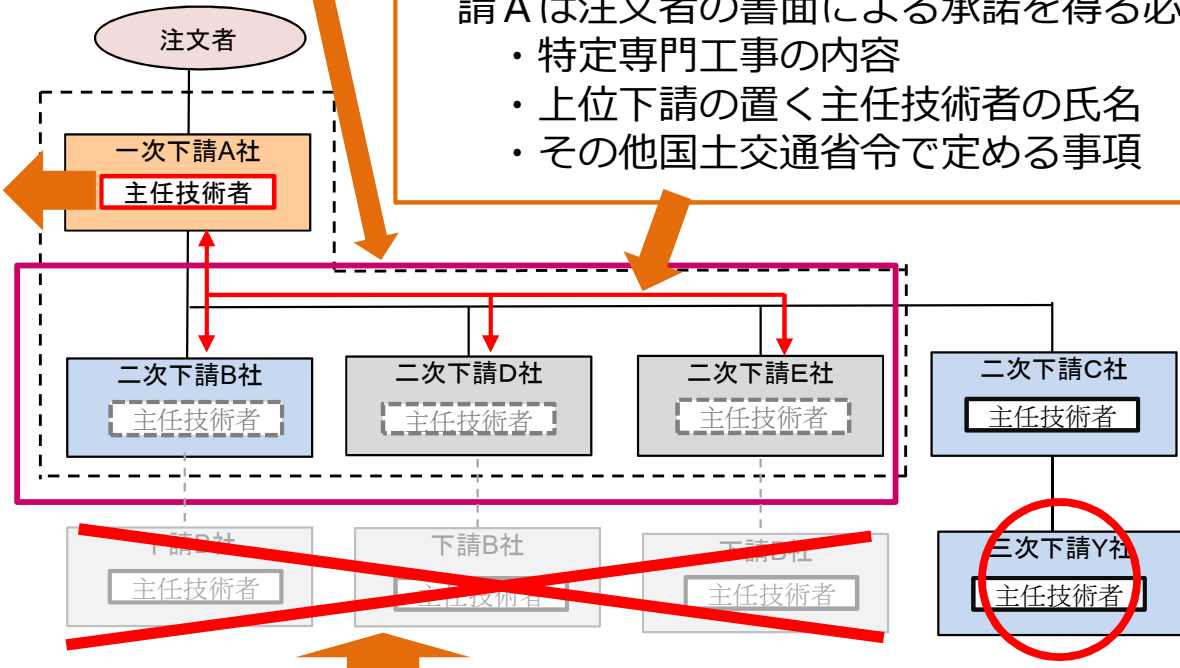 請Ａは注文者の書面による承諾を得る必
・特定専門工事の内容
・上位下請の置く主任技術者の氏名
・その他国土交通省令で定める事項
注文者
一次下請A社
主任技術者
二次下請B社
主任技術者
二次下請D社
主任技術者
二次下請E社
主任技術者
二次下請C社
主任技術者
下請B社
主任技術者
下請B社
主任技術者
下請B社
主任技術者
三次下請Y社
主任技術者